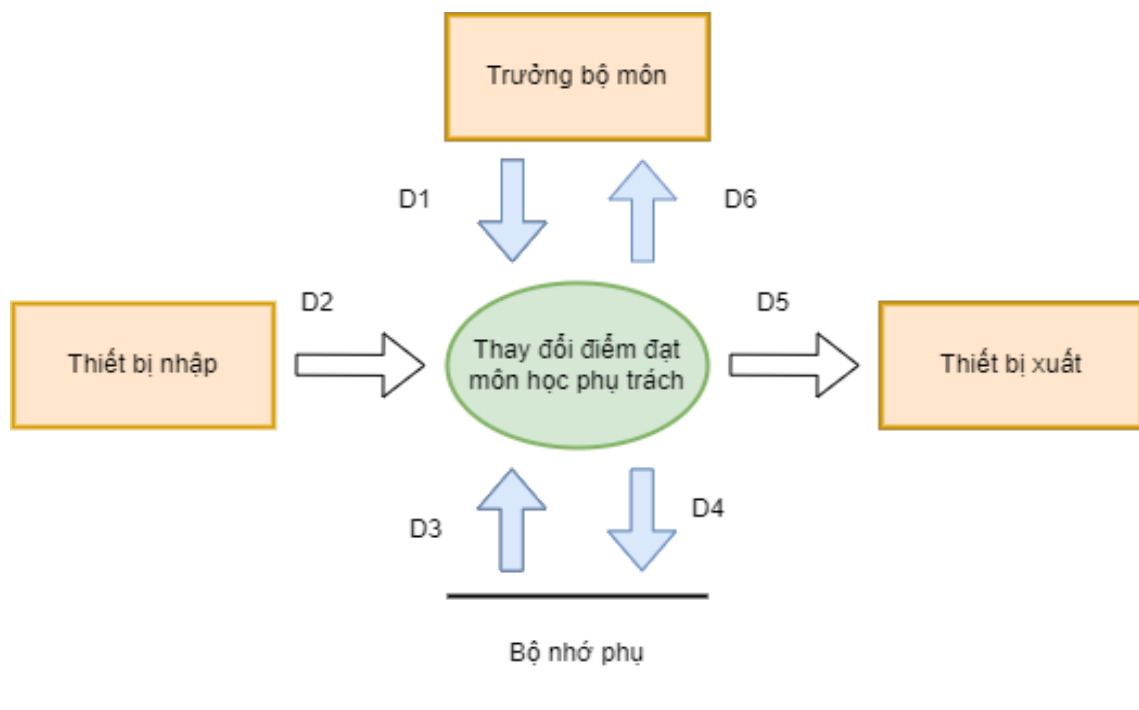 Trưởng bộ môn
D1
D6
D2
D5
Thiết bị nhập
Thay đổi điểm đạt
môn học phụ trách
Thiết bị xuất
D3
D4
Bộ nhớ phụ